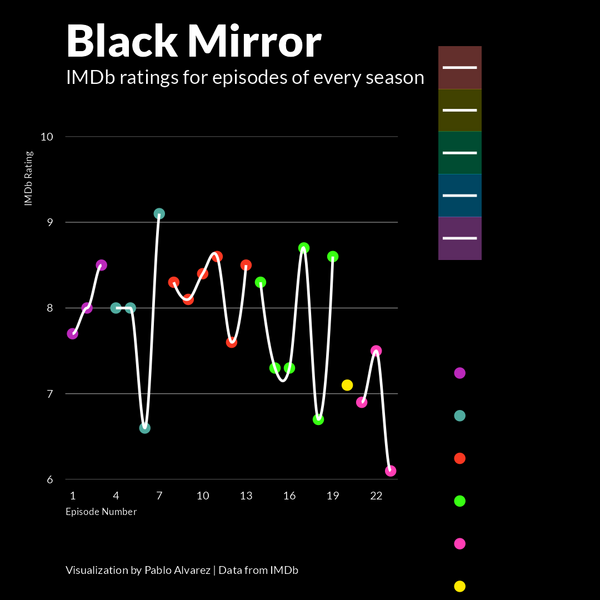 Black Mirror
IMDb ratings for episodes of every season
10
IMDb Rating
9
8
7
6
1 4 7 10 13 16 19 22
Episode Number
Visualization by Pablo Alvarez | Data from IMDb